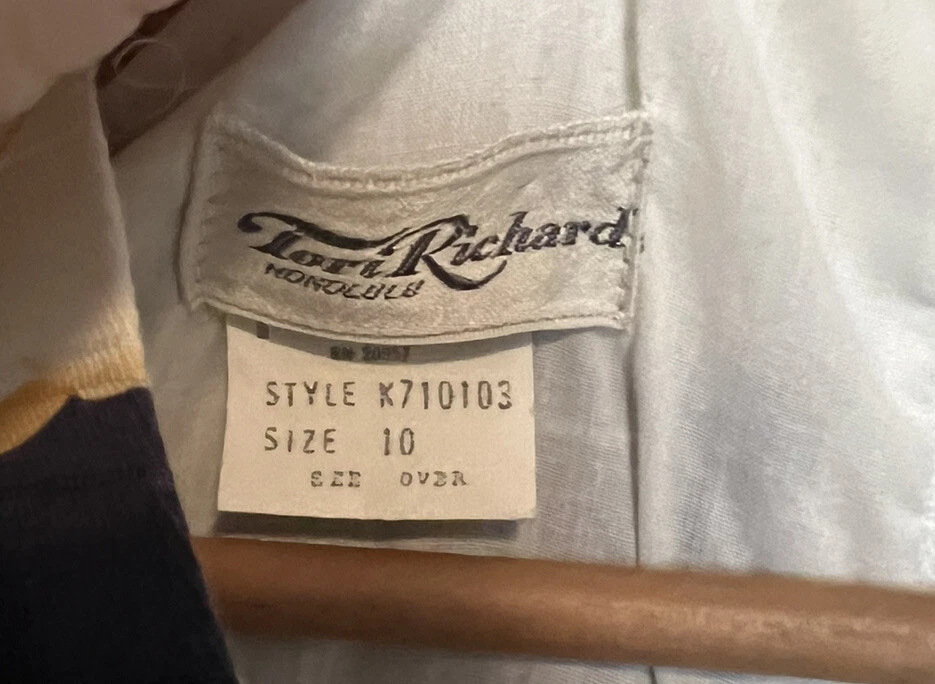 Tori Richard
HONOLULU
STYLE K710103
SIZE 10
SEE OVER